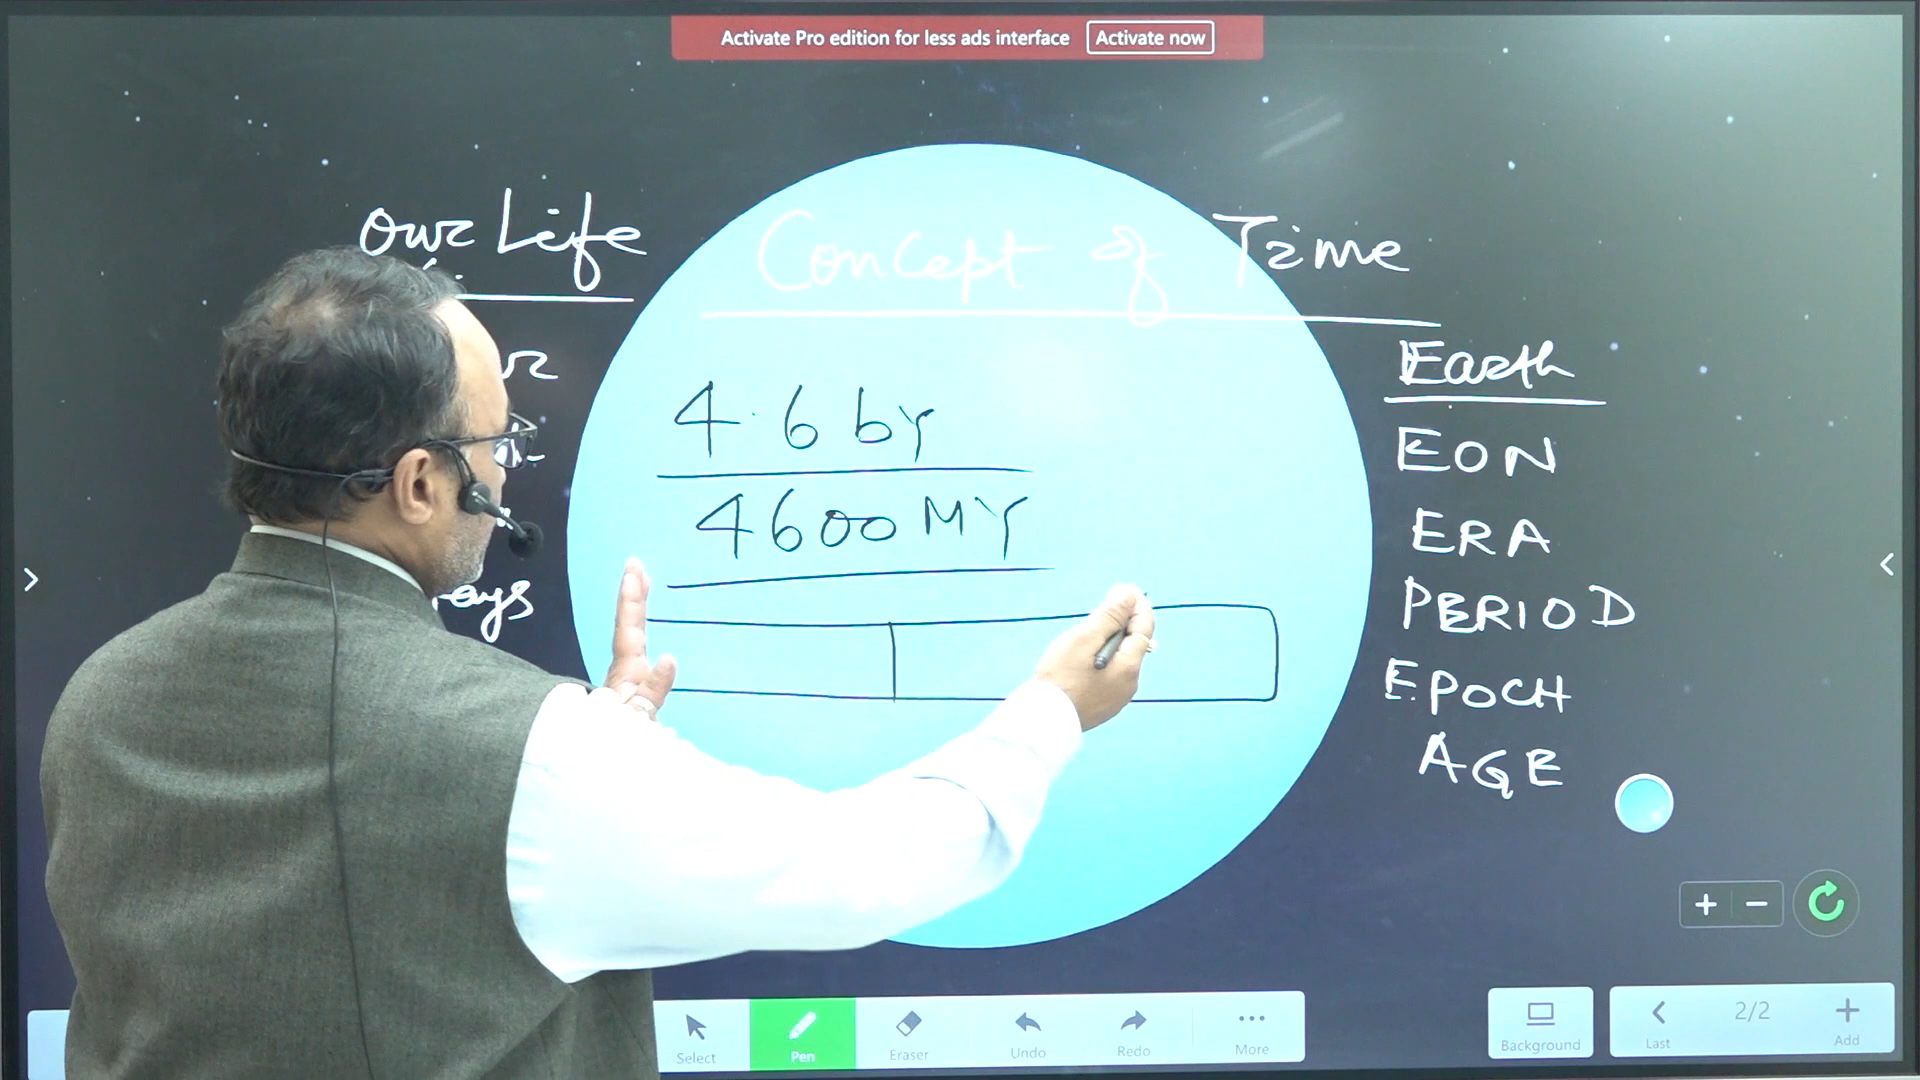 Activate Pro edition for less ads interface Activate now
Our Life
Concept of Time
Earth
4.6 by
4600 MY
EON
ERA
PERIOD
EPOCH
AGE
Select Pen Eraser Undo Redo More
Background
Last 2/2 Add